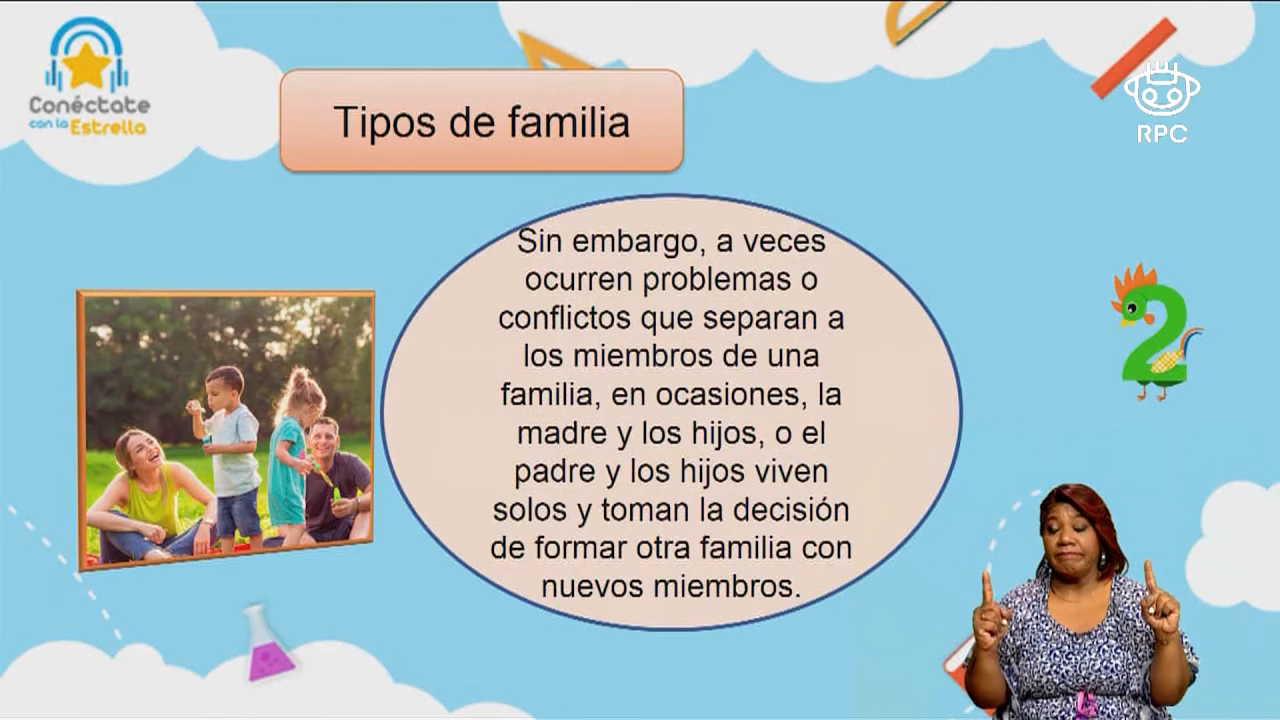 Conéctate
con la Estrella
RPC
Tipos de familia
Sin embargo, a veces
ocurren problemas o
conflictos que separan a
los miembros de una
familia, en ocasiones, la
madre y los hijos, o el
padre y los hijos viven
solos y toman la decisión
de formar otra familia con
nuevos miembros.
2